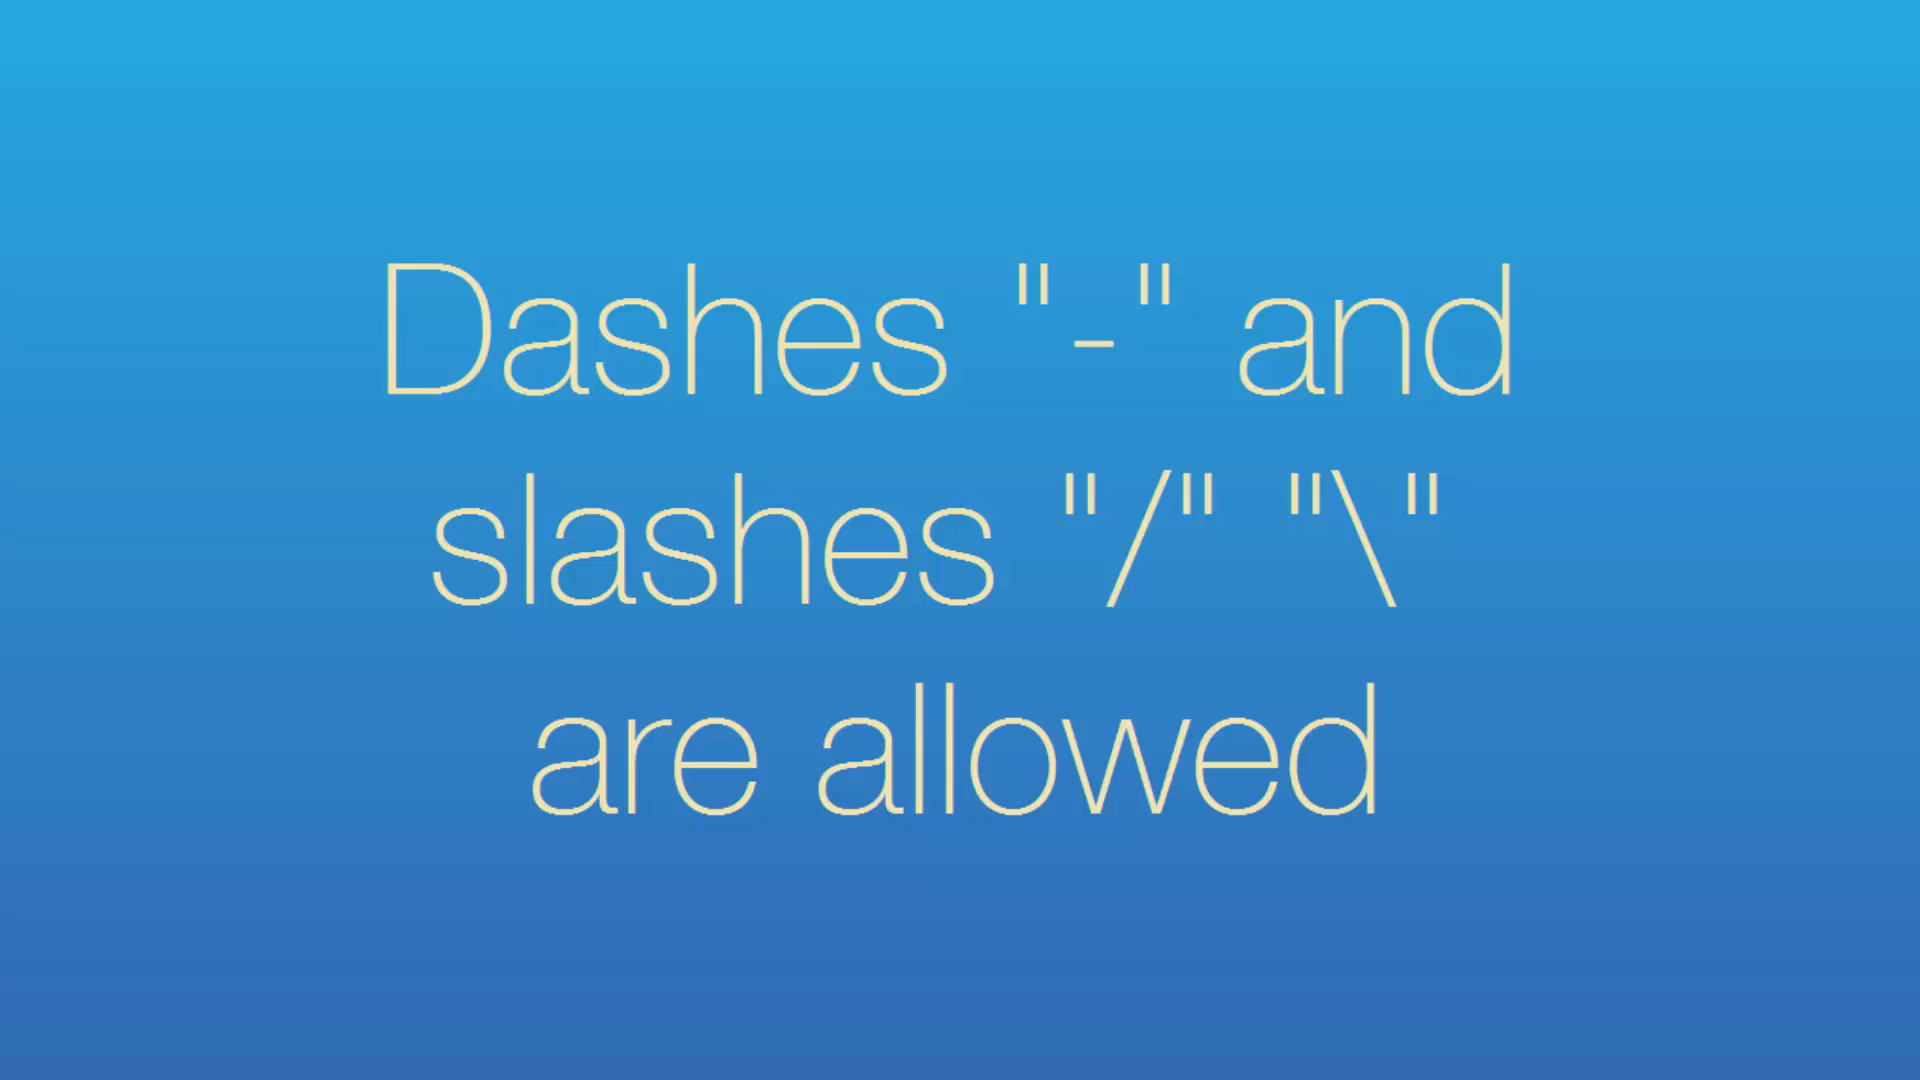 Dashes "-" and
slashes "/" "\"
are allowed